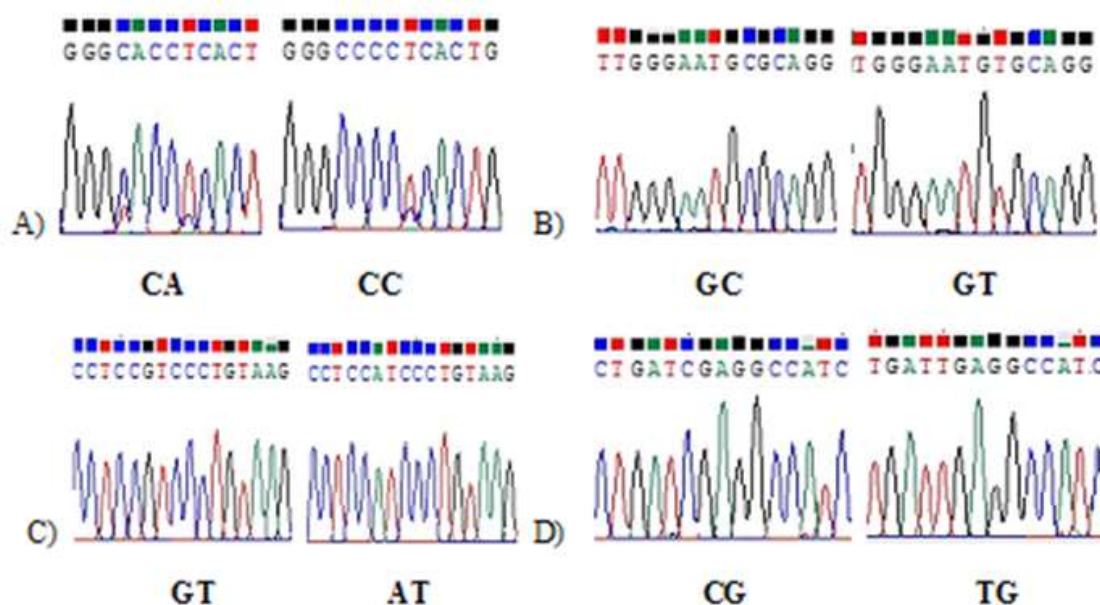 GGGCACCTCACT
GGGCCCCTCACTG
A)
CA
CC
TTGGGAATGCGCAGG
TGGGAATGTGCAGG
B)
GC
GT
CCTCCGTCCCTGTAAG
CCTCCATCCCTGTAAG
C)
GT
AT
CTGATCGAGGCCATC
TGATTGAGGCCATC
D)
CG
TG